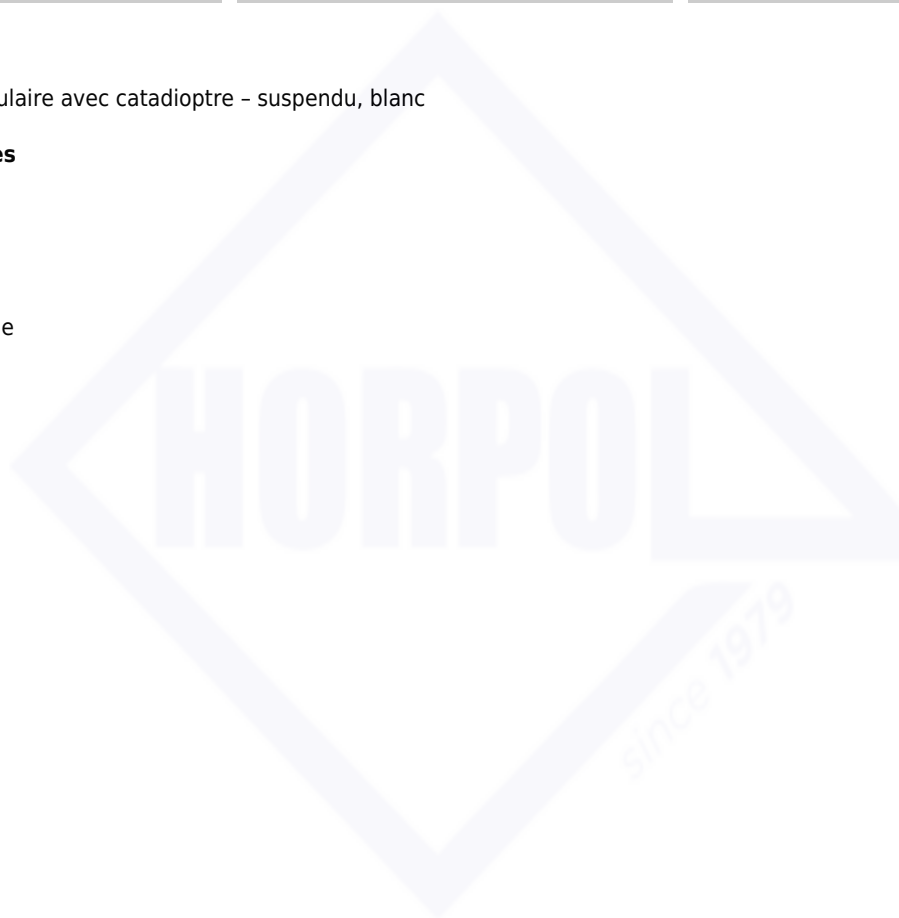 ulaire avec catadioptre – suspendu, blanc
es
e
HORPOL
since 1979